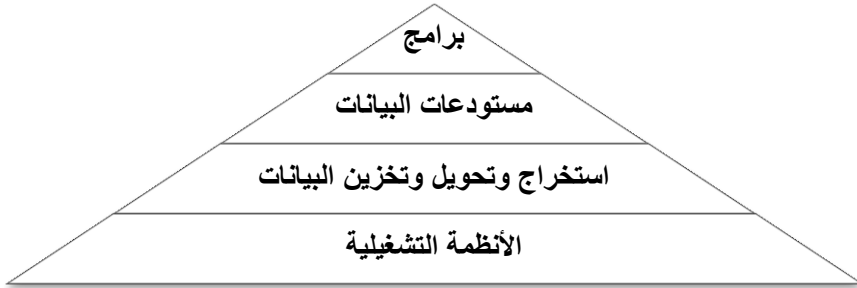 برامج
مستودعات البيانات
استخراج وتحويل وتخزين البيانات
الأنظمة التشغيلية